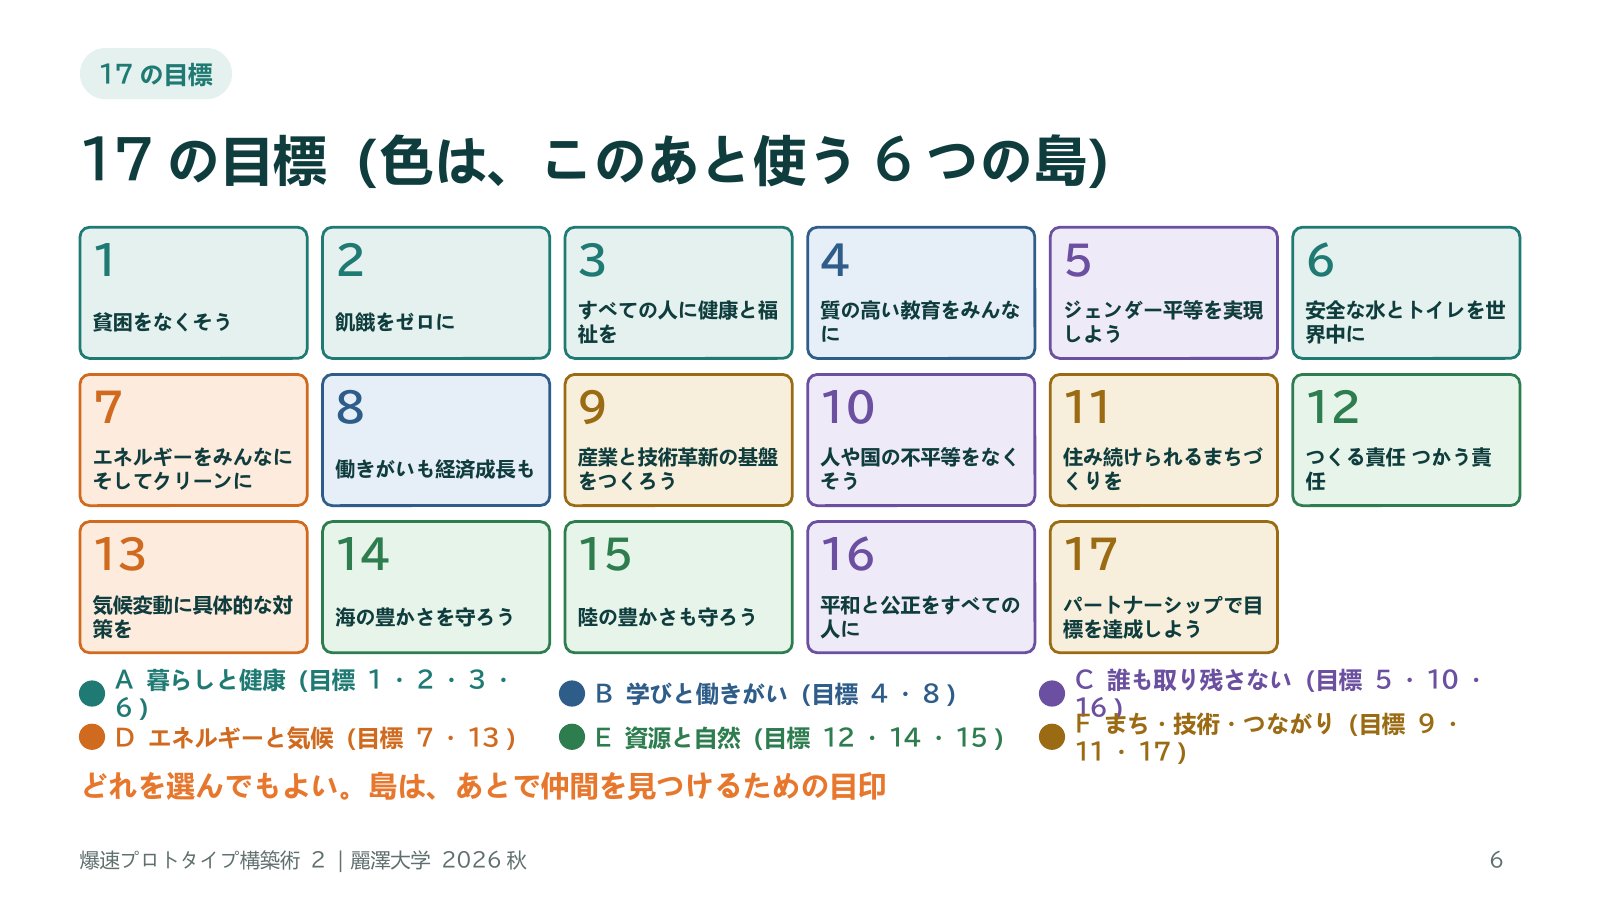 17 の目標
17 の目標 (色は、このあと使う 6 つの島)
1
貧困をなくそう
2
飢餓をゼロに
3
すべての人に健康と福
祉を
4
質の高い教育をみんな
に
5
ジェンダー平等を実現
しよう
6
安全な水とトイレを世
界中に
7
エネルギーをみんなに
そしてクリーンに
8
働きがいも経済成長も
9
産業と技術革新の基盤
をつくろう
10
人や国の不平等をなく
そう
11
住み続けられるまちづ
くりを
12
つくる責任 つかう責
任
13
気候変動に具体的な対
策を
14
海の豊かさを守ろう
15
陸の豊かさも守ろう
16
平和と公正をすべての
人に
17
パートナーシップで目
標を達成しよう
A 暮らしと健康 (目標 1・2・3・
6)
B 学びと働きがい (目標 4・8)
C 誰も取り残さない (目標 5・10・
16)
D エネルギーと気候 (目標 7・13)
E 資源と自然 (目標 12・14・15)
F まち・技術・つながり (目標 9・
11・17)
どれを選んでもよい。島は、あとで仲間を見つけるための目印
爆速プロトタイプ構築術 2 | 麗澤大学 2026 秋
6